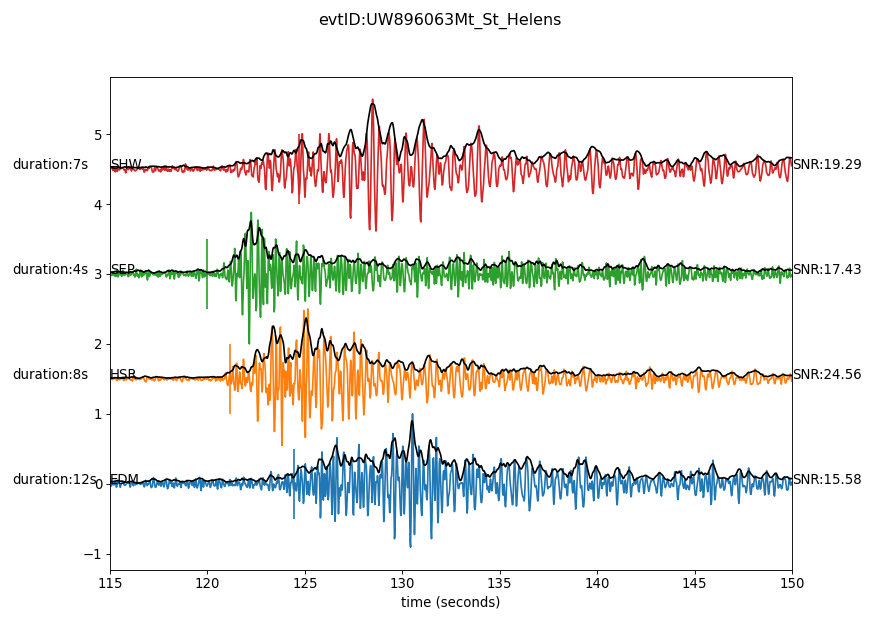 evtID:UW896063Mt_St_Helens
5
duration:7s SHW SNR:19.29
4
duration:4s SEP SNR:17.43
3
2
duration:8s HSR SNR:24.56
1
duration:12s EDM SNR:15.58
0
−1
115 120 125 130 135 140 145 150
time (seconds)